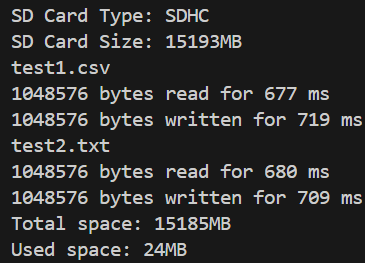 SD Card Type: SDHC
SD Card Size: 15193MB
test1.csv
1048576 bytes read for 677 ms
1048576 bytes written for 719 ms
test2.txt
1048576 bytes read for 680 ms
1048576 bytes written for 709 ms
Total space: 15185MB
Used space: 24MB